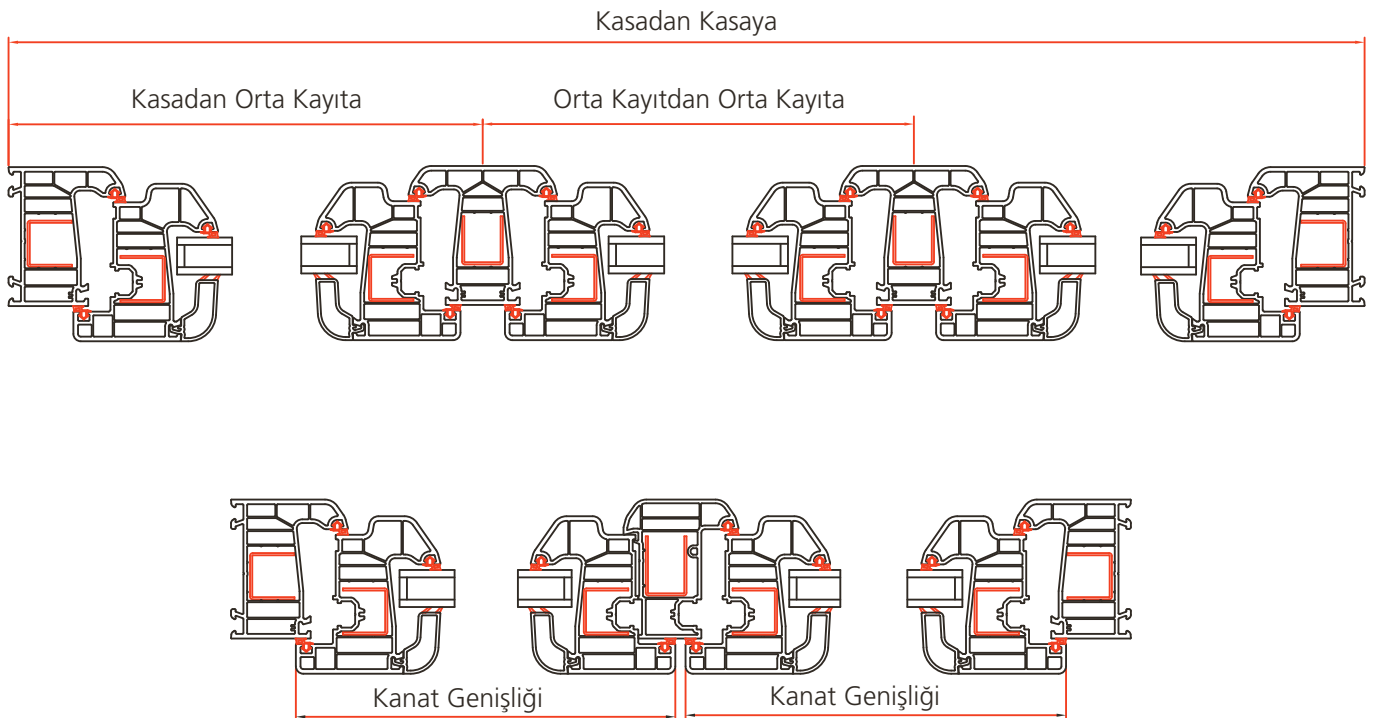 Kasadan Kasaya
Kasadan Orta Kayıta
Orta Kayıtdan Orta Kayıta
Kanat Genişliği
Kanat Genişliği